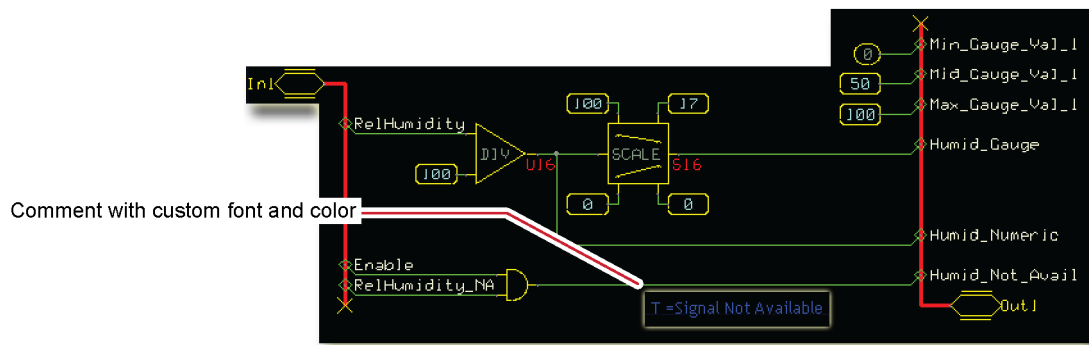 Min_Gauge_Val_1
0
In1
Mid_Gauge_Val_1
50
100
17
Max_Gauge_Val_1
100
RelHumidity
DIV
SCALE
Humid_Gauge
U16
S16
100
0
0
Comment with custom font and color
Humid_Numeric
Enable
Humid_Not_Avail
RelHumidity_NA
T =Signal Not Available
Out1